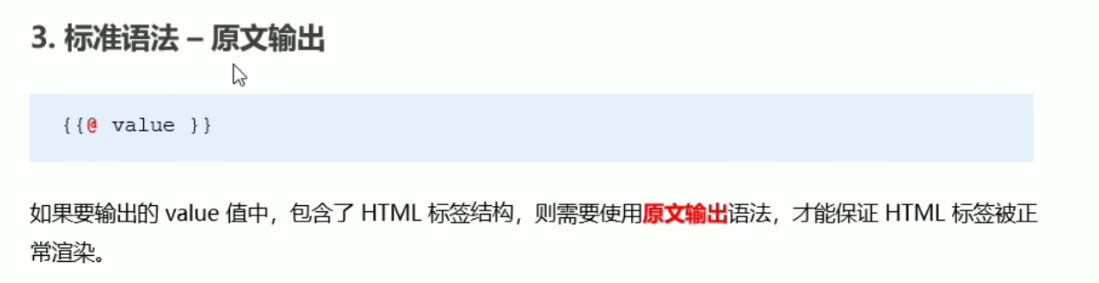 3. 标准语法 – 原文输出
{{@ value }}
如果要输出的 value 值中，包含了 HTML 标签结构，则需要使用原文输出语法，才能保证 HTML 标签被正
常渲染。